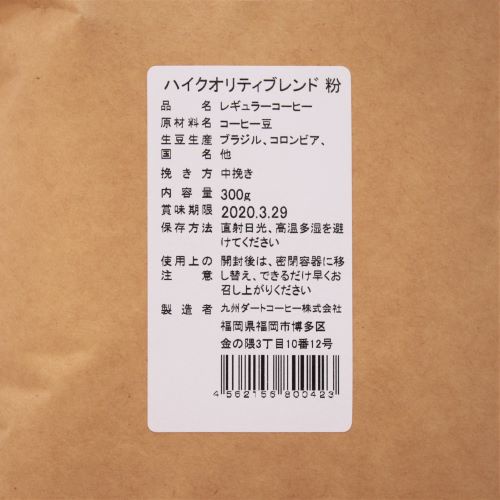 ハイクオリティブレンド 粉
品 名 レギュラーコーヒー
原材料名 コーヒー豆
生豆生産 ブラジル、コロンビア、
国 名 他
挽き方 中挽き
内容量 300g
賞味期限 2020.3.29
保存方法 直射日光、高温多湿を避
けてください
使用上の 開封後は、密閉容器に移
注 意 し替え、できるだけ早くお
召し上がりください
製造者 九州ダートコーヒー株式会社
福岡県福岡市博多区
金の隈3丁目10番12号
4562156800423